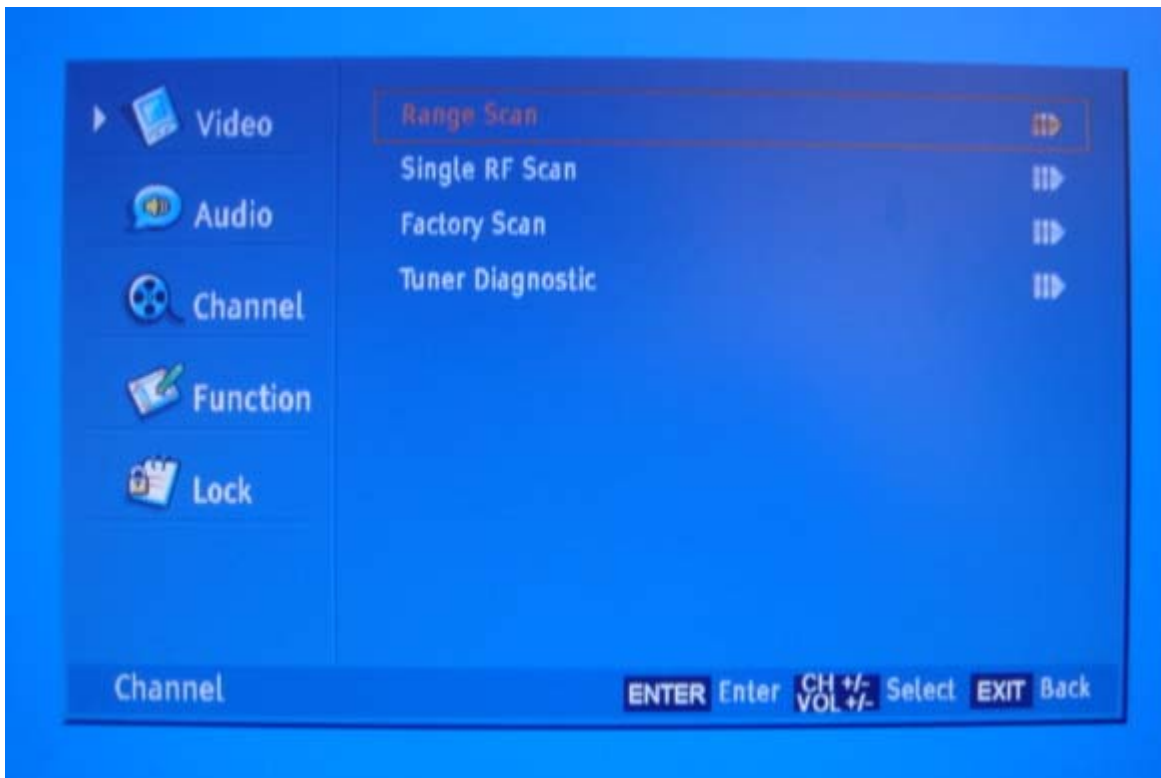 Video
Audio
Channel
Function
Lock
Range Scan
Single RF Scan
Factory Scan
Tuner Diagnostic
Channel
ENTER Enter CH +/- VOL +/- Select EXIT Back